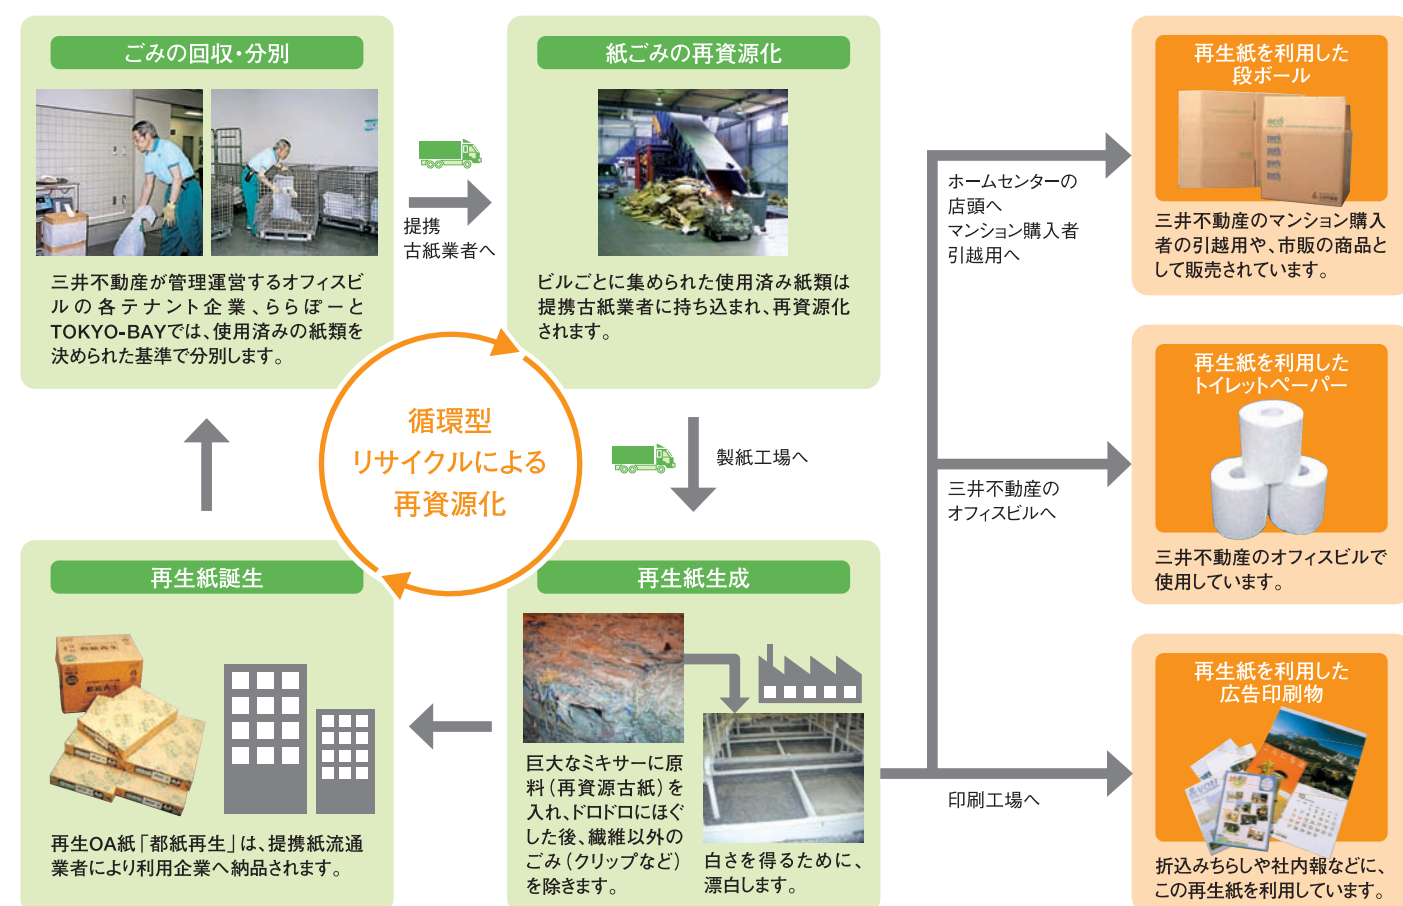 ごみの回収・分別
三井不動産が管理運営するオフィスビ
ルの各テナント企業、ららぽーと
TOKYO-BAYでは、使用済みの紙類を
決められた基準で分別します。
提携
古紙業者へ
紙ごみの再資源化
ビルごとに集められた使用済み紙類は
提携古紙業者に持ち込まれ、再資源化
されます。
製紙工場へ
循環型
リサイクルによる
再資源化
再生紙生成
巨大なミキサーに原
料（再資源古紙）を
入れ、ドロドロにほぐ
した後、繊維以外の
ごみ（クリップなど）
を除きます。
白さを得るために、
漂白します。
再生紙誕生
都紙再生
再生OA紙「都紙再生」は、提携紙流通
業者により利用企業へ納品されます。
ホームセンターの
店頭へ
マンション購入者
引越用へ
再生紙を利用した
段ボール
eco
三井不動産のマンション購入
者の引越用や、市販の商品と
して販売されています。
三井不動産の
オフィスビルへ
再生紙を利用した
トイレットペーパー
三井不動産のオフィスビルで
使用しています。
印刷工場へ
再生紙を利用した
広告印刷物
折込みちらしや社内報などに、
この再生紙を利用しています。